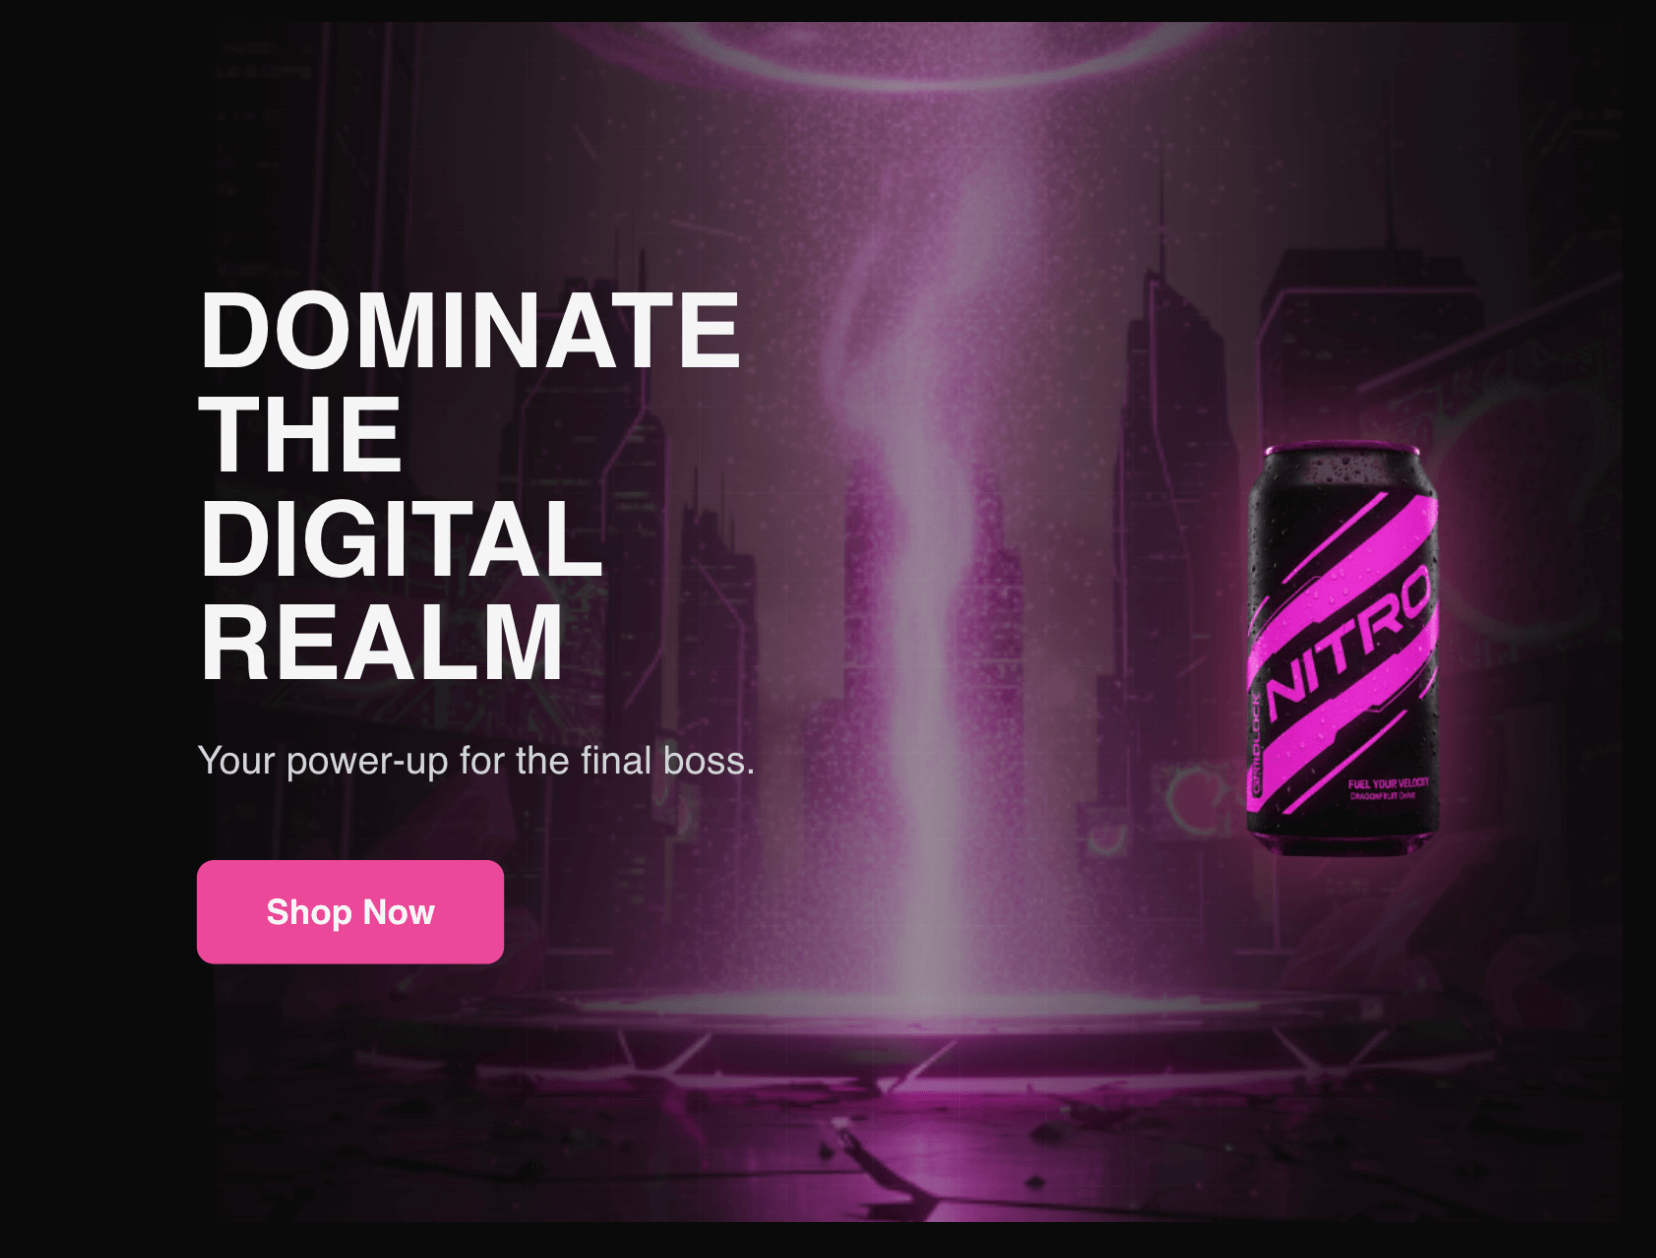 DOMINATE
THE
DIGITAL
REALM
Your power-up for the final boss.
Shop Now
NITRO
GRIDLOCK
FUEL YOUR VELOCITY
DRAGONFRUIT